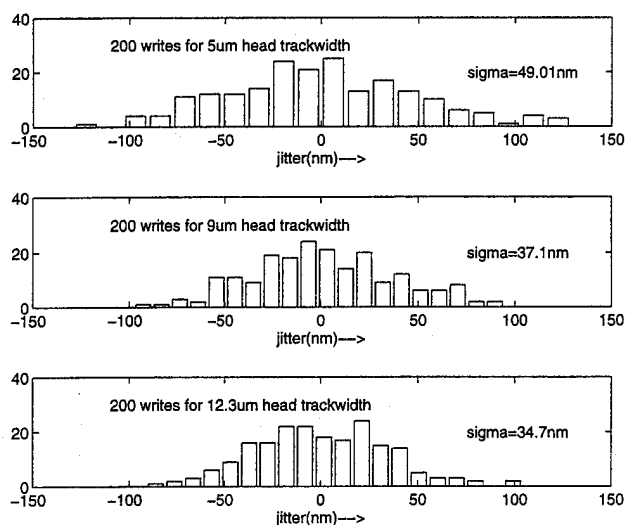 40
200 writes for 5um head trackwidth
sigma=49.01nm
20
0
−150 −100 −50 0 50 100 150
jitter(nm)−−−>
40
200 writes for 9um head trackwidth
20
sigma=37.1nm
0
−150 −100 −50 0 50 100 150
jitter(nm)−−−>
40
200 writes for 12.3um head trackwidth
20
sigma=34.7nm
0
−150 −100 −50 0 50 100 150
jitter(nm)−−−>